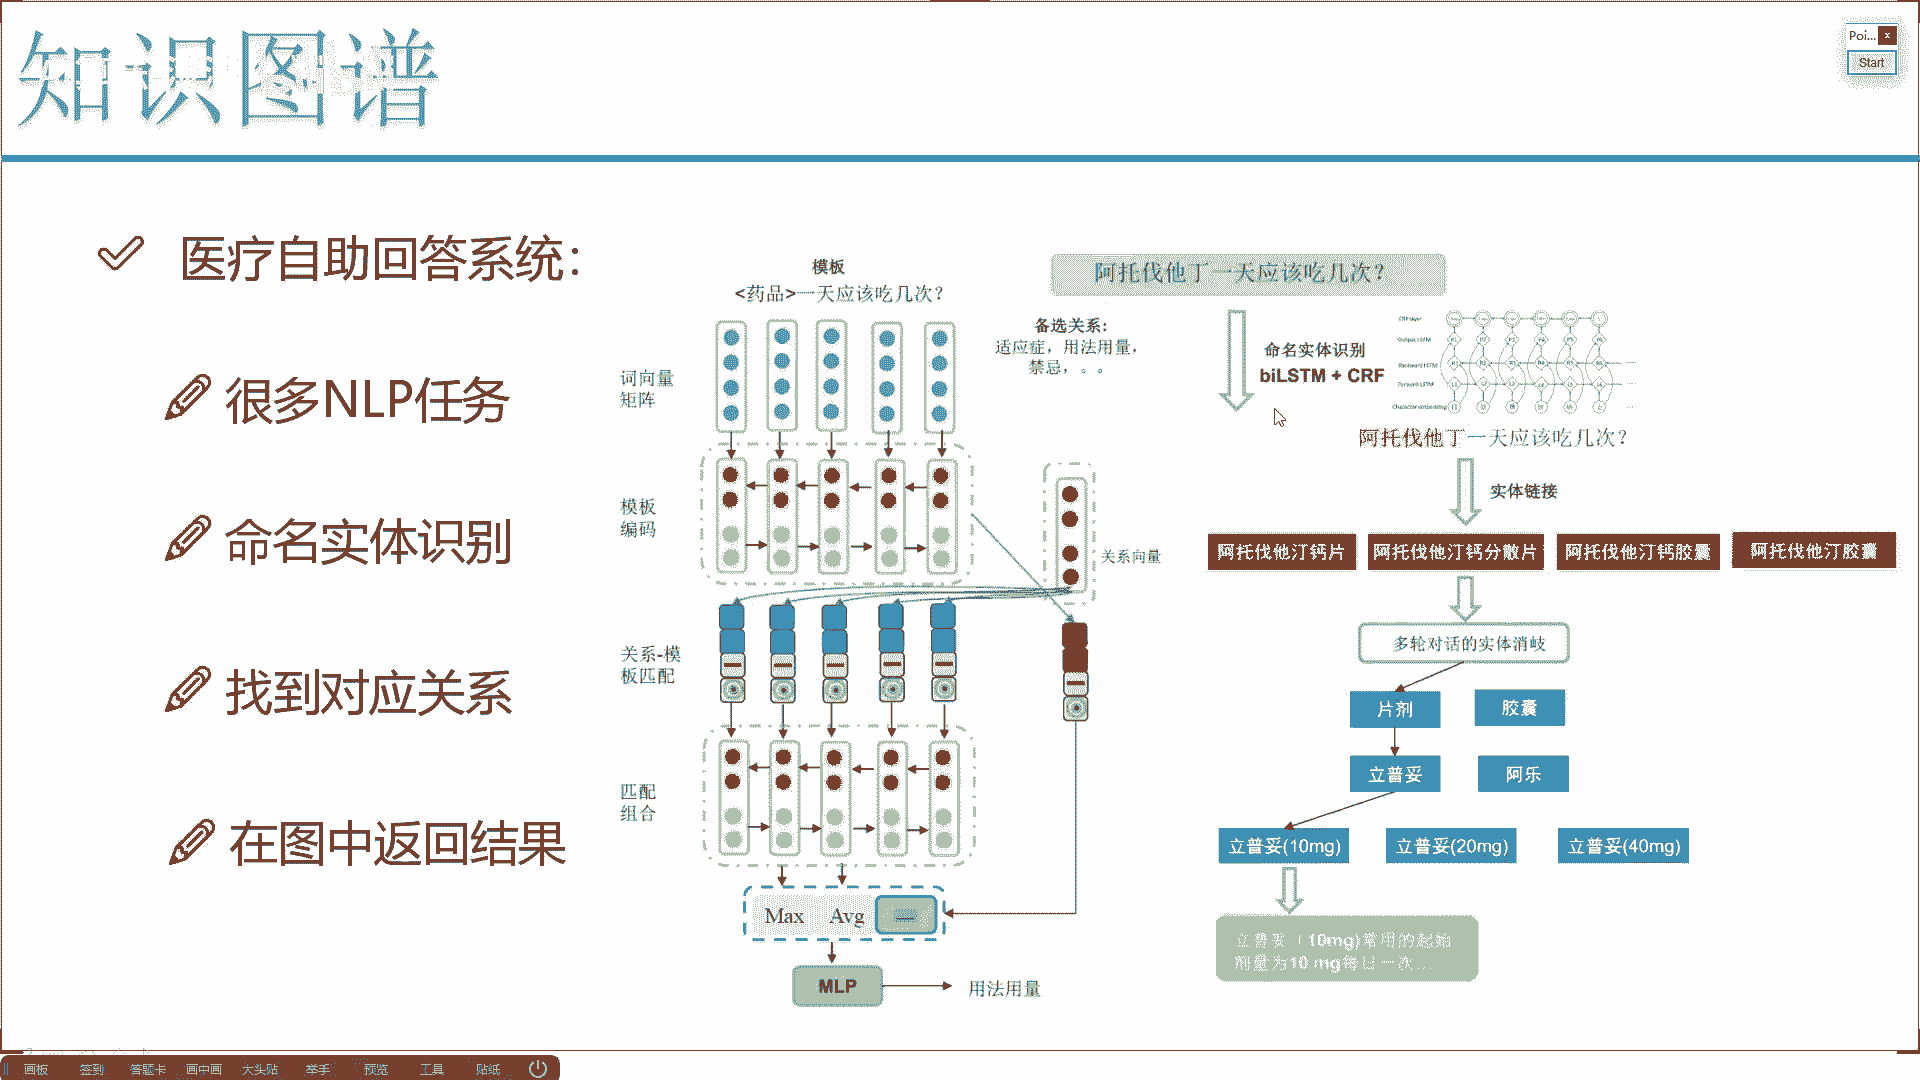 知识图谱
Poi...
Start
医疗自助回答系统：
很多NLP任务
命名实体识别
找到对应关系
在图中返回结果
模板
<药品>一天应该吃几次？
词向量
矩阵
模板
编码
关系-模
板匹配
匹配
组合
备选关系：
适应症，用法用量，
禁忌，。。
关系向量
Max Avg
MLP
用法用量
阿托伐他丁一天应该吃几次？
命名实体识别
biLSTM + CRF
阿托伐他丁一天应该吃几次？
实体链接
阿托伐他汀钙片 阿托伐他汀钙分散片 阿托伐他汀钙胶囊 阿托伐他汀胶囊
多轮对话的实体消岐
片剂 胶囊
立普妥 阿乐
立普妥(10mg) 立普妥(20mg) 立普妥(40mg)
立普妥（10mg)常用的起始
剂量为10 mg每日一次...
画板 签到 答题卡 画中画 大头贴 举手 预览 工具 贴纸